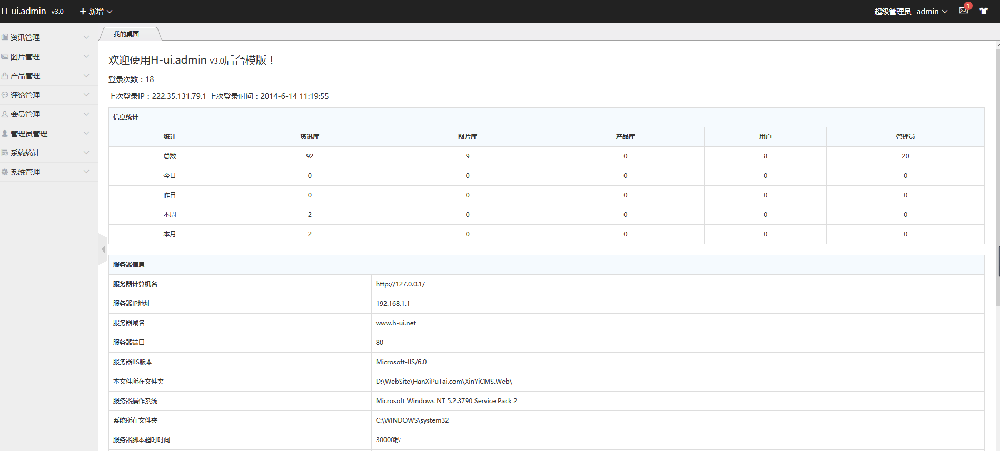 H-ui.admin v3.0 新增 超级管理员 admin 1
资讯管理
图片管理
产品管理
评论管理
会员管理
管理员管理
系统统计
系统管理
我的桌面
欢迎使用H-ui.admin v3.0后台模版！
登录次数：18
上次登录IP：222.35.131.79.1 上次登录时间：2014-6-14 11:19:55
信息统计
统计 资讯库 图片库 产品库 用户 管理员
总数 92 9 0 8 20
今日 0 0 0 0 0
昨日 0 0 0 0 0
本周 2 0 0 0 0
本月 2 0 0 0 0
服务器信息
服务器计算机名 http://127.0.0.1/
服务器IP地址 192.168.1.1
服务器域名 www.h-ui.net
服务器端口 80
服务器IIS版本 Microsoft-IIS/6.0
本文件所在文件夹 D:\WebSite\HanXiPuTai.com\XinYiCMS.Web\
服务器操作系统 Microsoft Windows NT 5.2.3790 Service Pack 2
系统所在文件夹 C:\WINDOWS\system32
服务器脚本超时时间 30000秒